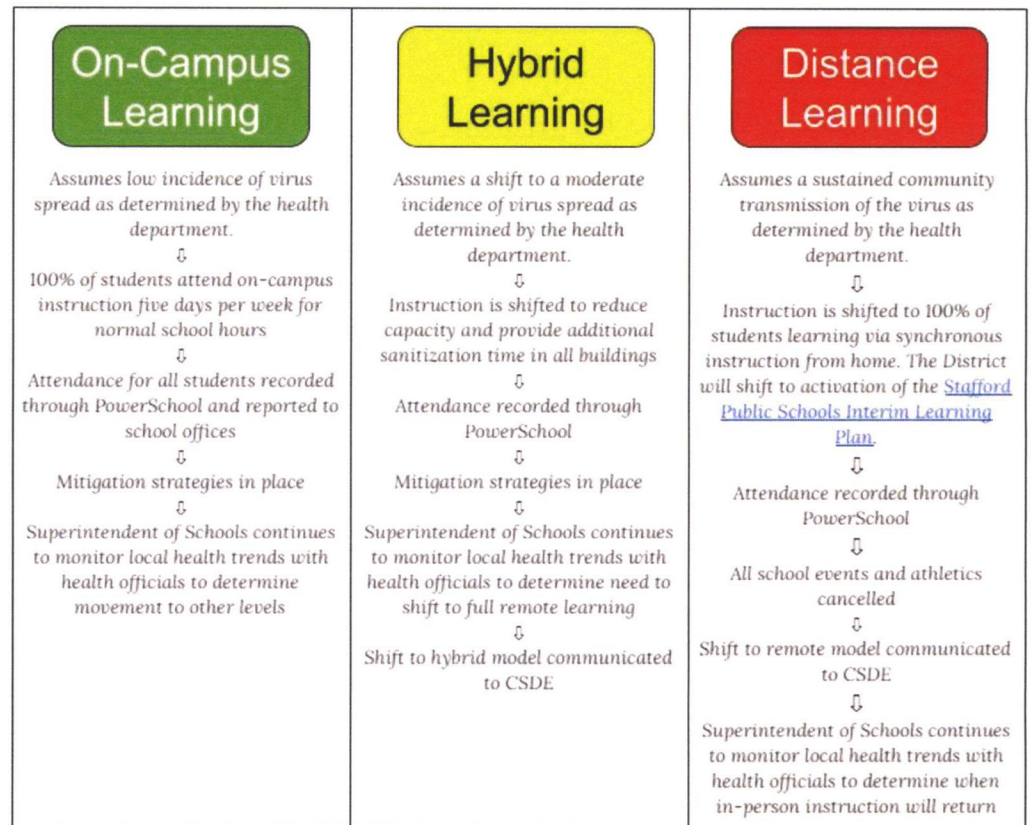 On-Campus
Learning
Assumes low incidence of virus
spread as determined by the health
department.
⇩
100% of students attend on-campus
instruction five days per week for
normal school hours
⇩
Attendance for all students recorded
through PowerSchool and reported to
school offices
⇩
Mitigation strategies in place
⇩
Superintendent of Schools continues
to monitor local health trends with
health officials to determine
movement to other levels
Hybrid
Learning
Assumes a shift to a moderate
incidence of virus spread as
determined by the health
department.
⇩
Instruction is shifted to reduce
capacity and provide additional
sanitization time in all buildings
⇩
Attendance recorded through
PowerSchool
⇩
Mitigation strategies in place
⇩
Superintendent of Schools continues
to monitor local health trends with
health officials to determine need to
shift to full remote learning
⇩
Shift to hybrid model communicated
to CSDE
Distance
Learning
Assumes a sustained community
transmission of the virus as
determined by the health
department.
⇩
Instruction is shifted to 100% of
students learning via synchronous
instruction from home. The District
will shift to activation of the Stafford
Public Schools Interim Learning
Plan.
⇩
Attendance recorded through
PowerSchool
⇩
All school events and athletics
cancelled
⇩
Shift to remote model communicated
to CSDE
⇩
Superintendent of Schools continues
to monitor local health trends with
health officials to determine when
in-person instruction will return